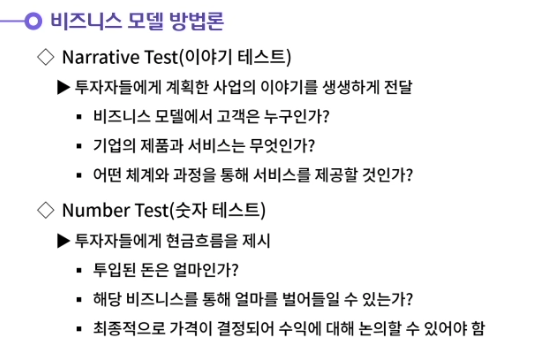 비즈니스 모델 방법론
◇ Narrative Test(이야기 테스트)
▶ 투자자들에게 계획한 사업의 이야기를 생생하게 전달
▪ 비즈니스 모델에서 고객은 누구인가?
▪ 기업의 제품과 서비스는 무엇인가?
▪ 어떤 체계와 과정을 통해 서비스를 제공할 것인가?
◇ Number Test(숫자 테스트)
▶ 투자자들에게 현금흐름을 제시
▪ 투입된 돈은 얼마인가?
▪ 해당 비즈니스를 통해 얼마를 벌어들일 수 있는가?
▪ 최종적으로 가격이 결정되어 수익에 대해 논의할 수 있어야 함